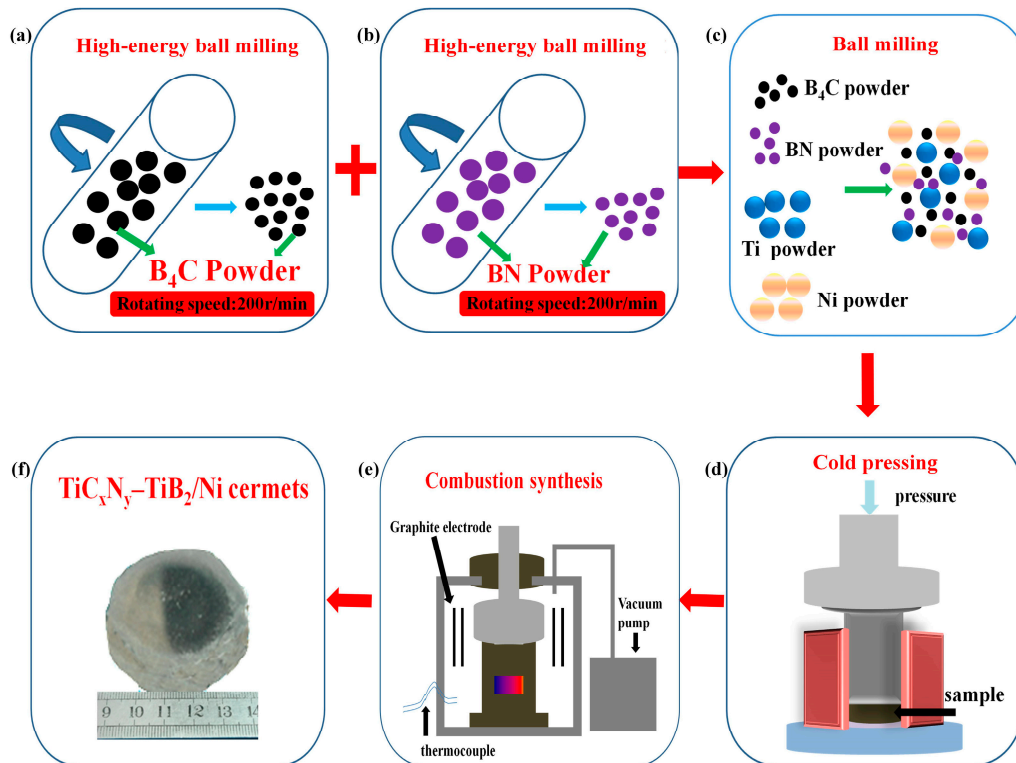 (a)
High-energy ball milling
B₄C Powder
Rotating speed:200r/min
(b)
High-energy ball milling
BN Powder
Rotating speed:200r/min
(c)
Ball milling
B₄C powder
BN powder
Ti powder
Ni powder
(d)
Cold pressing
pressure
sample
(e)
Combustion synthesis
Graphite electrode
Vacuum
pump
thermocouple
(f)
TiCₓNᵧ–TiB₂/Ni cermets
9 10 11 12 13 14